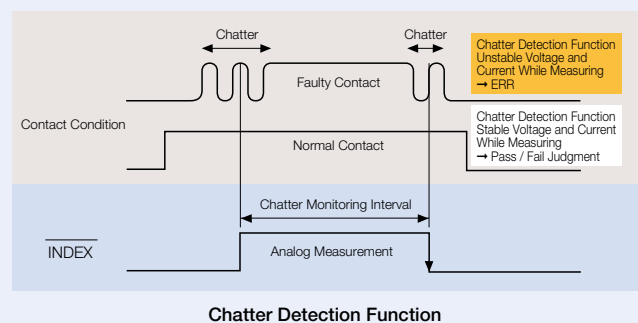 Chatter
Chatter
Chatter Detection Function
Unstable Voltage and
Current While Measuring
→ ERR
Faulty Contact
Contact Condition
Chatter Detection Function
Stable Voltage and Current
While Measuring
→ Pass / Fail Judgment
Normal Contact
Chatter Monitoring Interval
INDEX
Analog Measurement
Chatter Detection Function